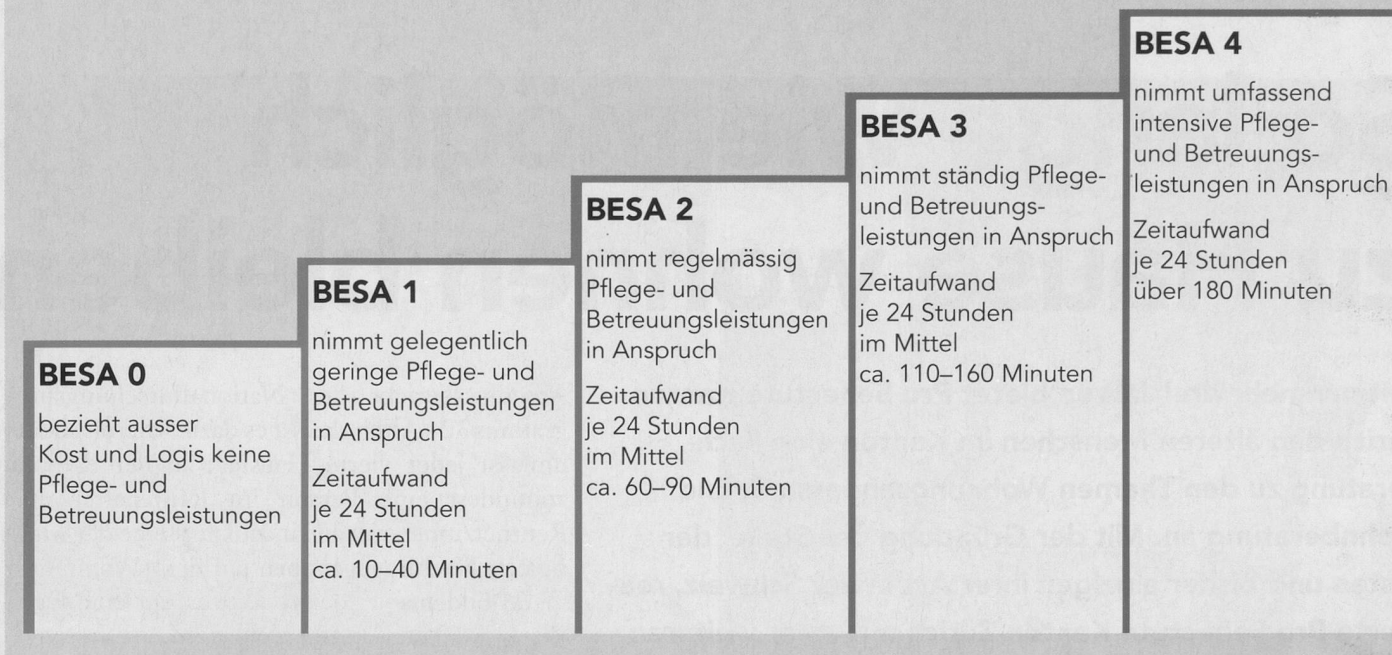 BESA 0
bezieht ausser
Kost und Logis keine
Pflege- und
Betreuungsleistungen
BESA 1
nimmt gelegentlich
geringe Pflege- und
Betreuungsleistungen
in Anspruch
Zeitaufwand
je 24 Stunden
im Mittel
ca. 10–40 Minuten
BESA 2
nimmt regelmässig
Pflege- und
Betreuungsleistungen
in Anspruch
Zeitaufwand
je 24 Stunden
im Mittel
ca. 60–90 Minuten
BESA 3
nimmt ständig Pflege-
und Betreuungs-
leistungen in Anspruch
Zeitaufwand
je 24 Stunden
im Mittel
ca. 110–160 Minuten
BESA 4
nimmt umfassend
intensive Pflege-
und Betreuungs-
leistungen in Anspruch
Zeitaufwand
je 24 Stunden
über 180 Minuten